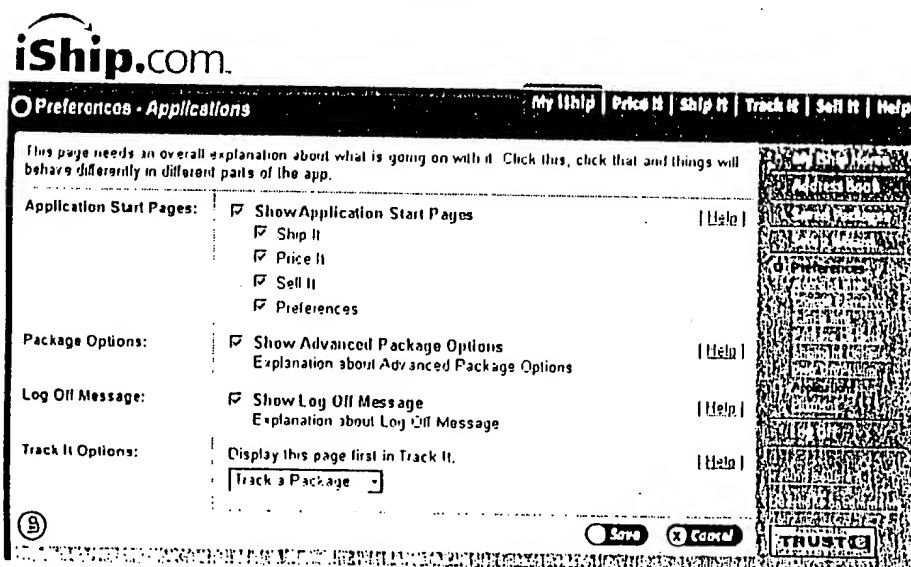 iShip.com
Preferences - Applications
My iShip | Price It | Ship It | Track It | Sell It | Help
This page needs an overall explanation about what is going on with it. Click this, click that and things will
behave differently in different parts of the app.
Application Start Pages:
Show Application Start Pages
[Help]
Ship It
Price It
Sell It
Preferences
Package Options:
Show Advanced Package Options
[Help]
Explanation about Advanced Package Options
Log Off Message:
Show Log Off Message
[Help]
Explanation about Log Off Message
Track It Options:
Display this page first in Track It.
[Help]
Track a Package
Save
Cancel
Address Book
Preferences
Applications
TRUSTe